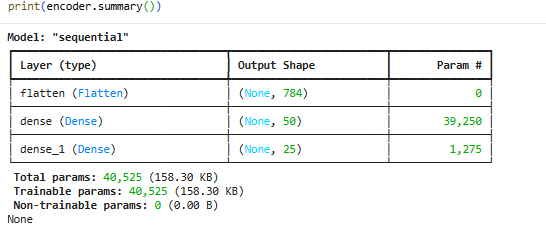 print(encoder.summary())
Model: "sequential"
Layer (type) Output Shape Param #
flatten (Flatten) (None, 784) 0
dense (Dense) (None, 50) 39,250
dense_1 (Dense) (None, 25) 1,275
Total params: 40,525 (158.30 KB)
Trainable params: 40,525 (158.30 KB)
Non-trainable params: 0 (0.00 B)
None